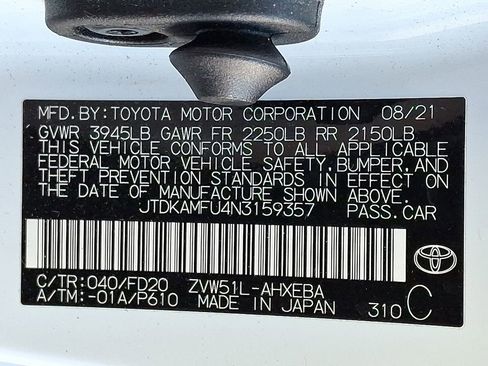 MFD. BY: TOYOTA MOTOR CORPORATION 08/21
GVWR 3945LB GAWR FR 2250LB RR 2150LB
THIS VEHICLE CONFORMS TO ALL APPLICABLE
FEDERAL MOTOR VEHICLE SAFETY, BUMPER, AND
THEFT PREVENTION STANDARDS IN EFFECT ON
THE DATE OF MANUFACTURE SHOWN ABOVE.
JTDKAMFU4N3159357 PASS. CAR
C/TR: 040/FD20 ZVW51L-AHXEBA
A/TM: -01A/P610 MADE IN JAPAN 310 C